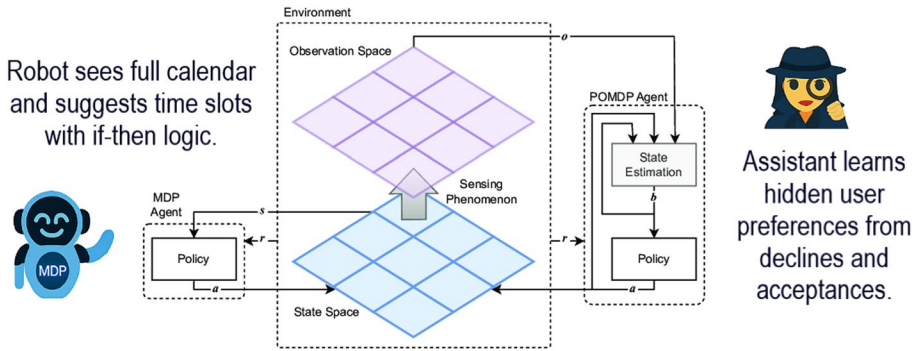 Robot sees full calendar
and suggests time slots
with if-then logic.
MDP
MDP
Agent
s
Policy
a
r
Environment
Observation Space
o
Sensing
Phenomenon
State Space
r
POMDP Agent
State
Estimation
b
Policy
a
Assistant learns
hidden user
preferences from
declines and
acceptances.